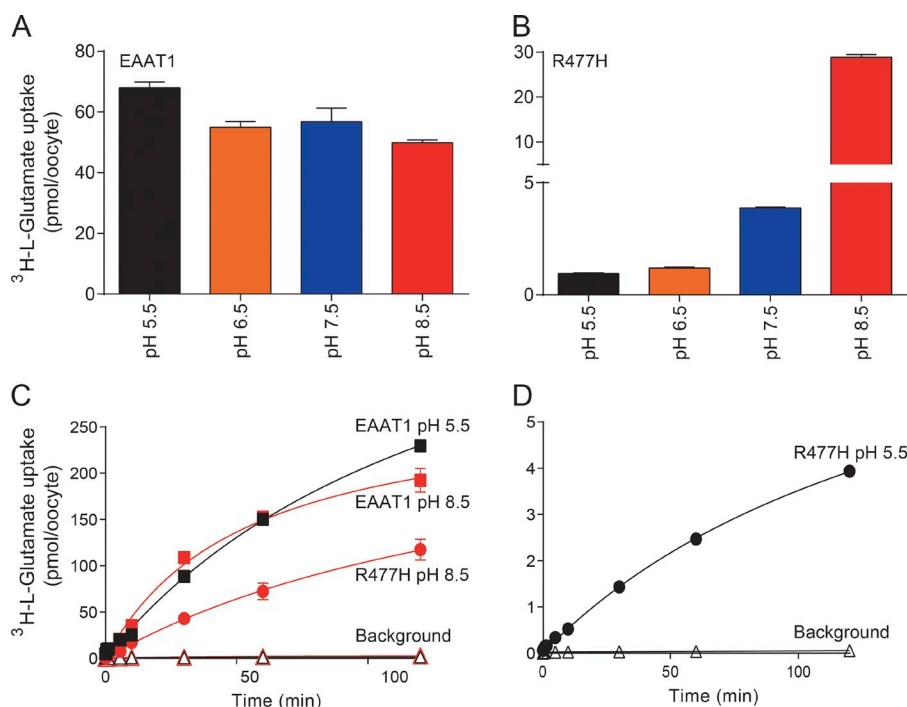 A
³H-L-Glutamate uptake
(pmol/oocyte)
EAAT1
80
60
40
20
0
pH 5.5
pH 6.5
pH 7.5
pH 8.5
B
R477H
30
20
10
5
0
pH 5.5
pH 6.5
pH 7.5
pH 8.5
C
³H-L-Glutamate uptake
(pmol/oocyte)
250
200
150
100
50
0
EAAT1 pH 5.5
EAAT1 pH 8.5
R477H pH 8.5
Background
0
50
100
Time (min)
D
5
4
3
2
1
0
R477H pH 5.5
Background
0
50
100
Time (min)